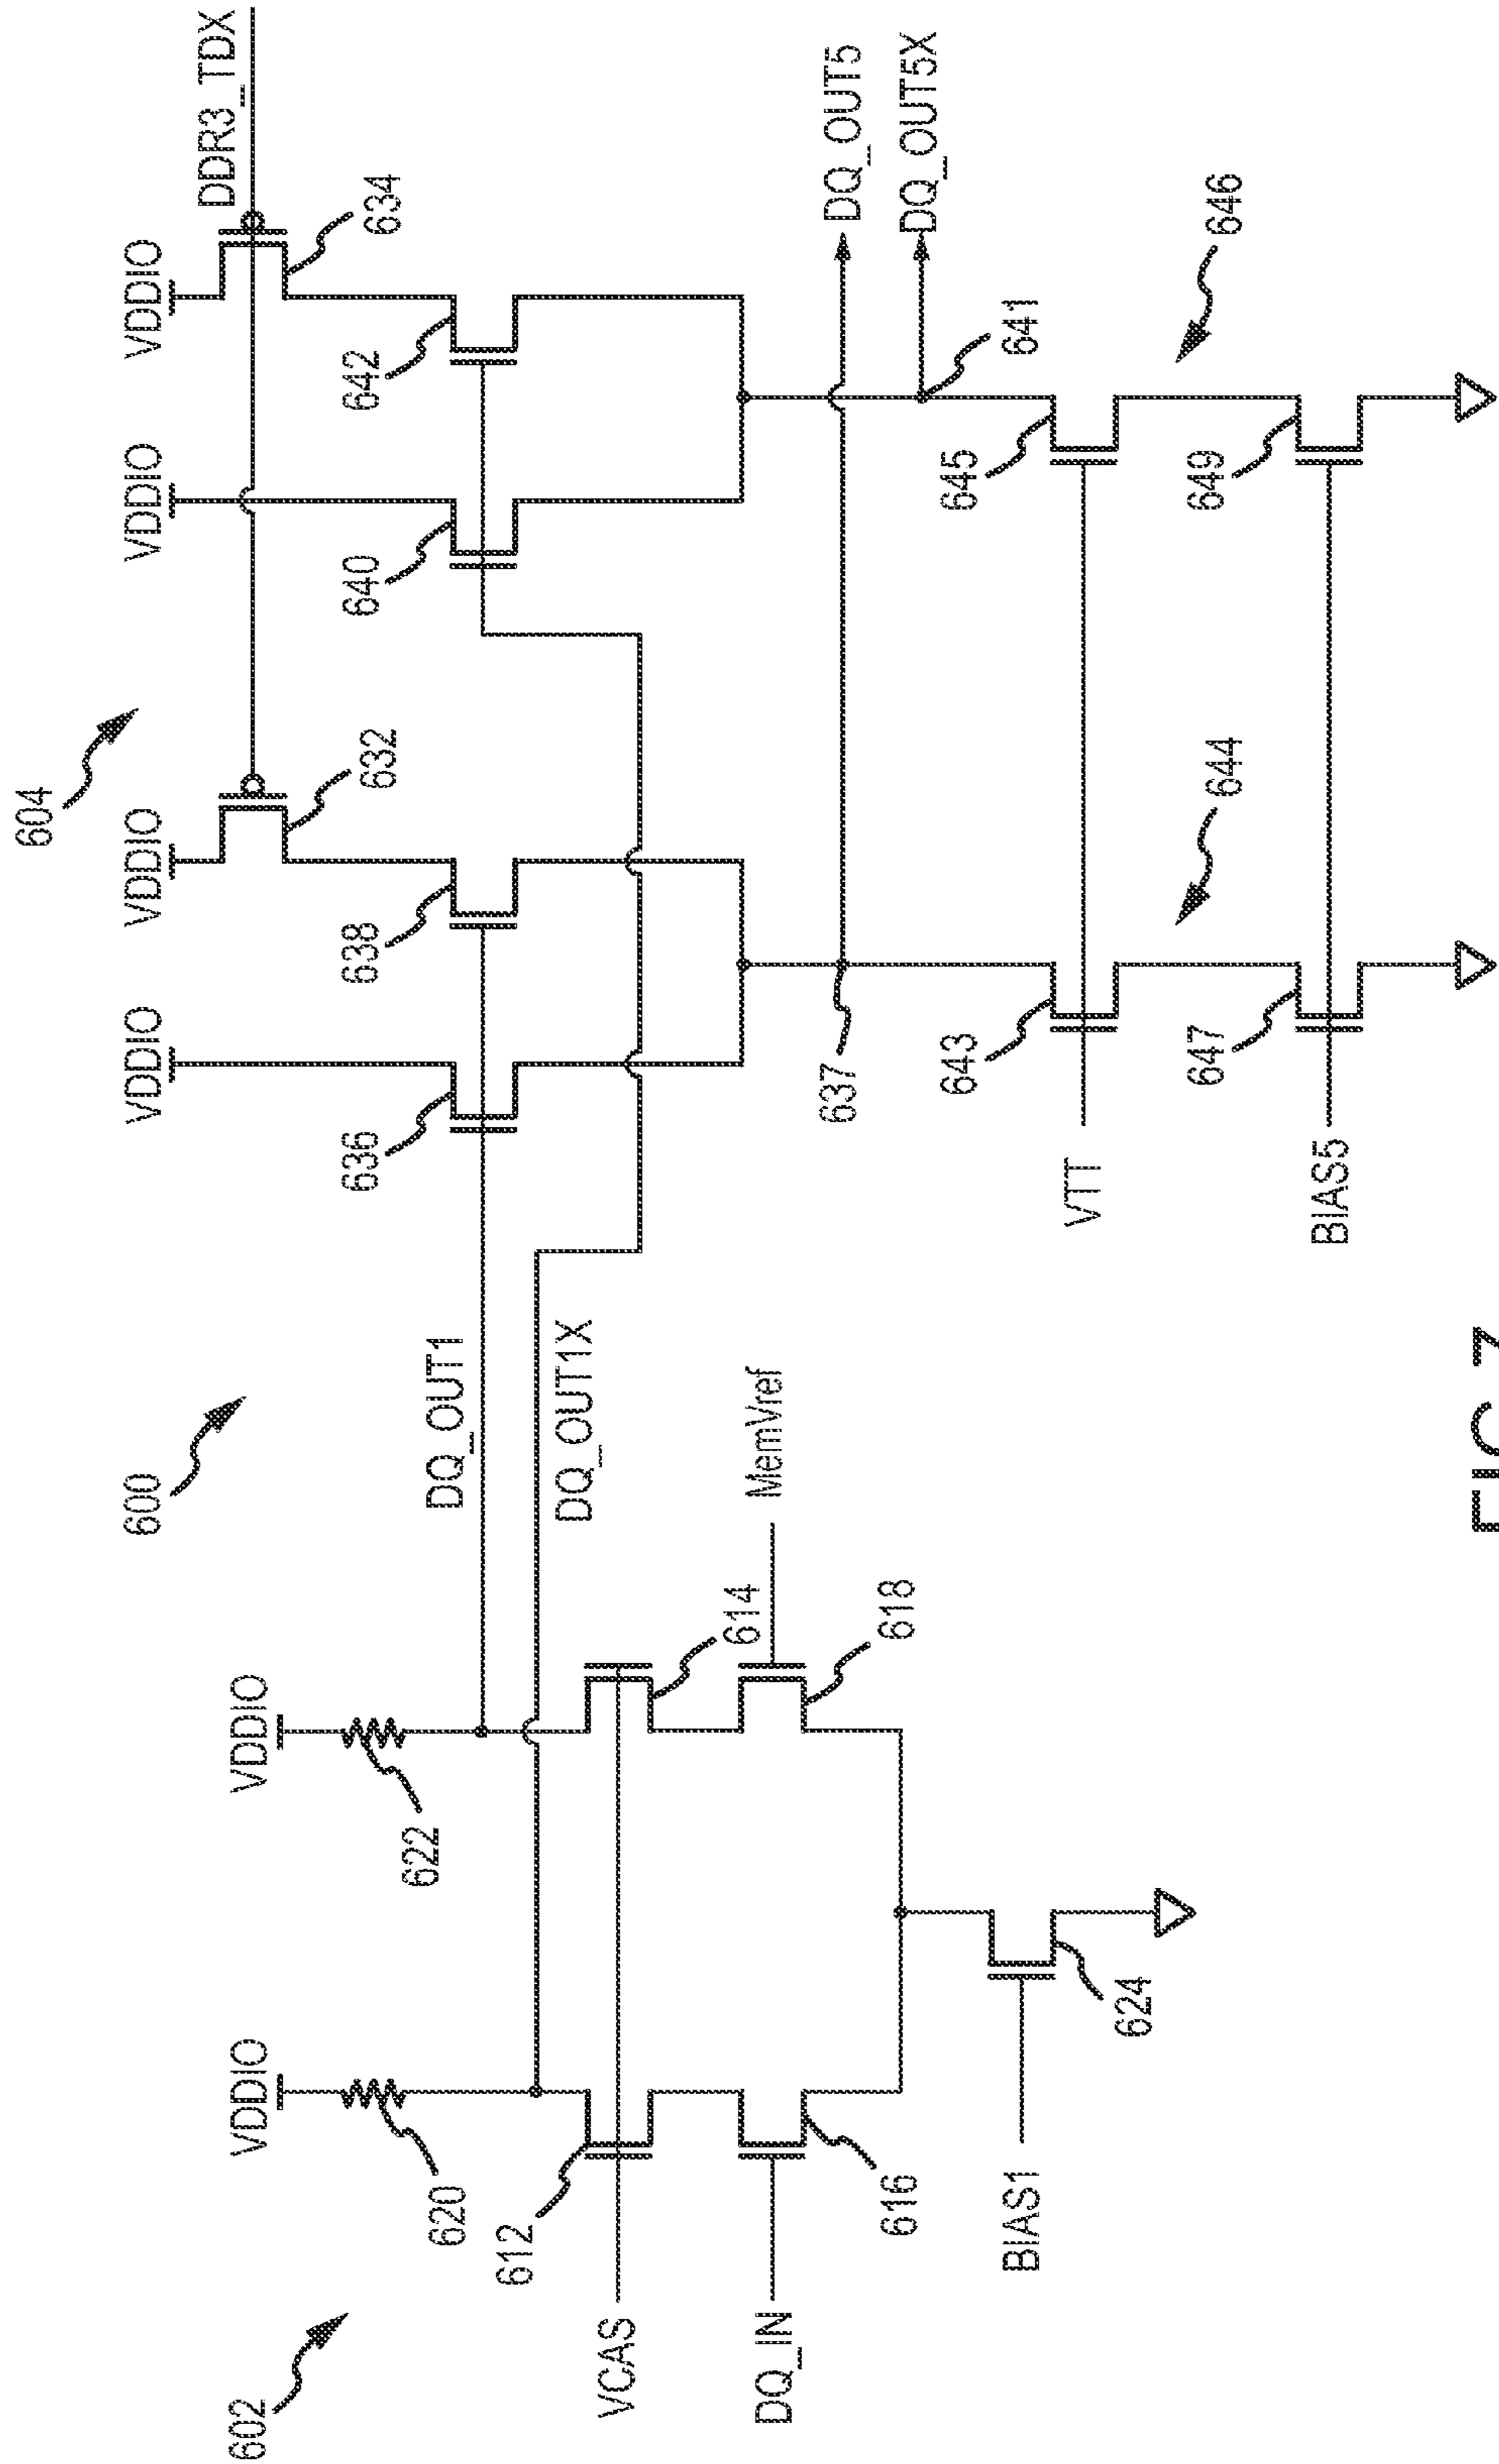 604
VDDIO
VDDIO
VDDIO
VDDIO
DDR3_TDX
632
634
636
638
640
642
600
DQ_OUT1
DQ_OUT1X
602
VDDIO
VDDIO
620
622
612
614
VCAS
DQ_IN
MemVref
616
618
BIAS1
624
637
DQ_OUT5
DQ_OUT5X
641
643
645
VTT
644
646
647
649
BIAS5